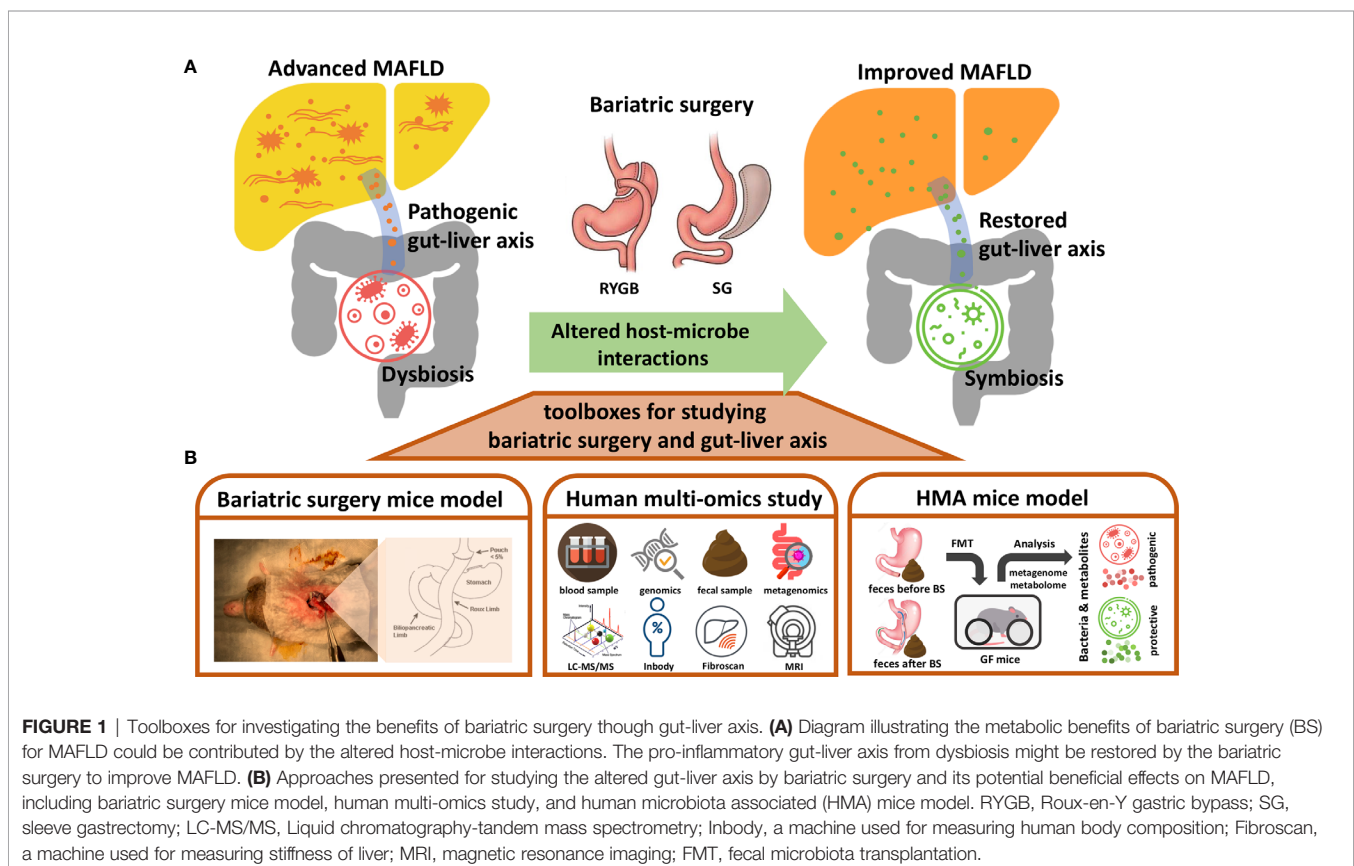 A
Advanced MAFLD
Bariatric surgery
Improved MAFLD
Pathogenic
gut-liver axis
Restored
gut-liver axis
RYGB
SG
Altered host-microbe
interactions
Dysbiosis
Symbiosis
toolboxes for studying
bariatric surgery and gut-liver axis
B
Bariatric surgery mice model
Pouch
< 5%
Stomach
Roux Limb
Biliopancreatic
Limb
Human multi-omics study
blood sample
genomics
fecal sample
metagenomics
%
LC-MS/MS
Inbody
Fibroscan
MRI
HMA mice model
feces before BS
FMT
Analysis
metagenome
metabolome
feces after BS
GF mice
Bacteria & metabolites
pathogenic
protective
FIGURE 1 | Toolboxes for investigating the benefits of bariatric surgery though gut-liver axis. (A) Diagram illustrating the metabolic benefits of bariatric surgery (BS)
for MAFLD could be contributed by the altered host-microbe interactions. The pro-inflammatory gut-liver axis from dysbiosis might be restored by the bariatric
surgery to improve MAFLD. (B) Approaches presented for studying the altered gut-liver axis by bariatric surgery and its potential beneficial effects on MAFLD,
including bariatric surgery mice model, human multi-omics study, and human microbiota associated (HMA) mice model. RYGB, Roux-en-Y gastric bypass; SG,
sleeve gastrectomy; LC-MS/MS, Liquid chromatography-tandem mass spectrometry; Inbody, a machine used for measuring human body composition; Fibroscan,
a machine used for measuring stiffness of liver; MRI, magnetic resonance imaging; FMT, fecal microbiota transplantation.